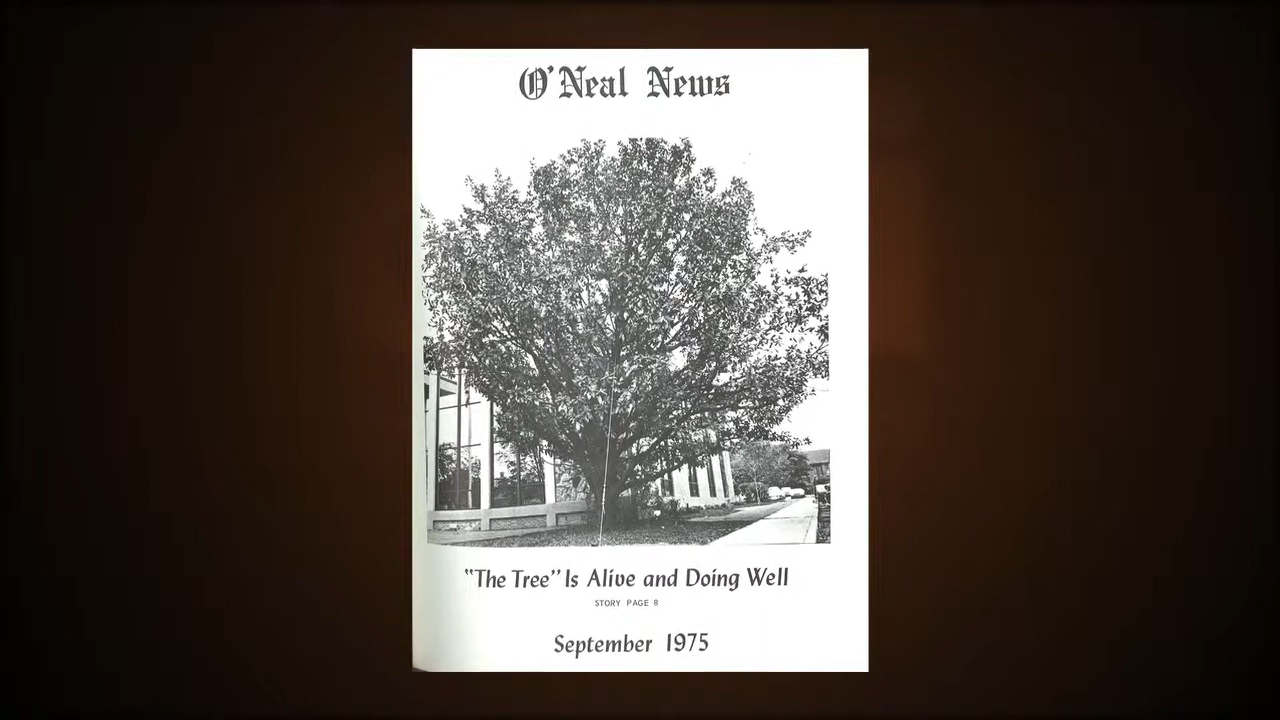 O'Neal News
"The Tree" Is Alive and Doing Well
STORY PAGE 8
September 1975